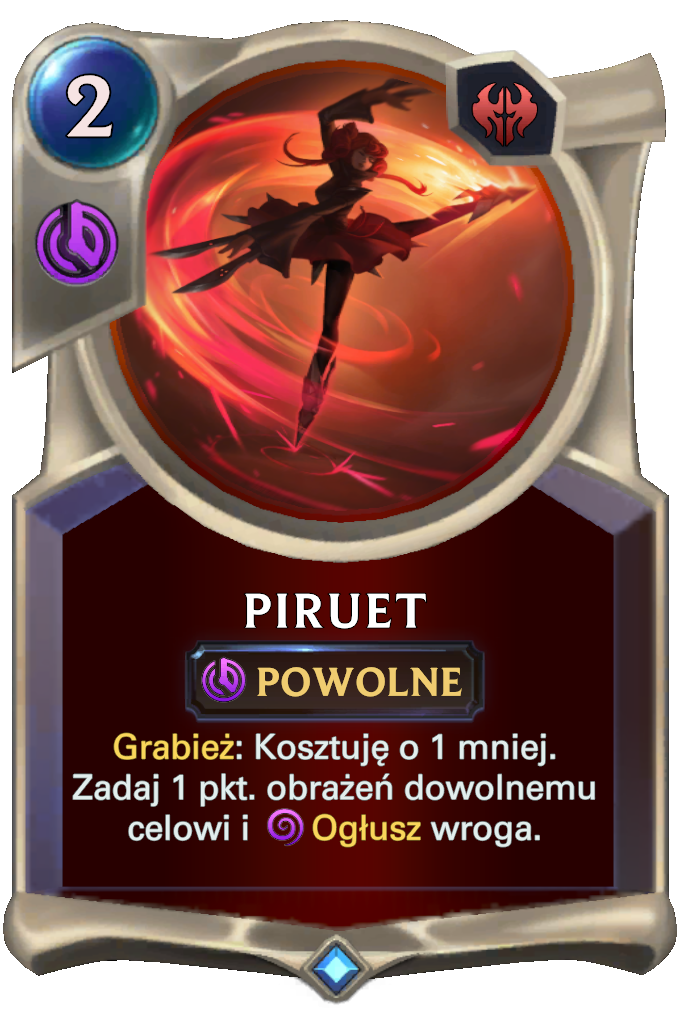 2
PIRUET
POWOLNE
Grabież: Kosztuję o 1 mniej.
Zadaj 1 pkt. obrażeń dowolnemu
celowi i Ogłusz wroga.